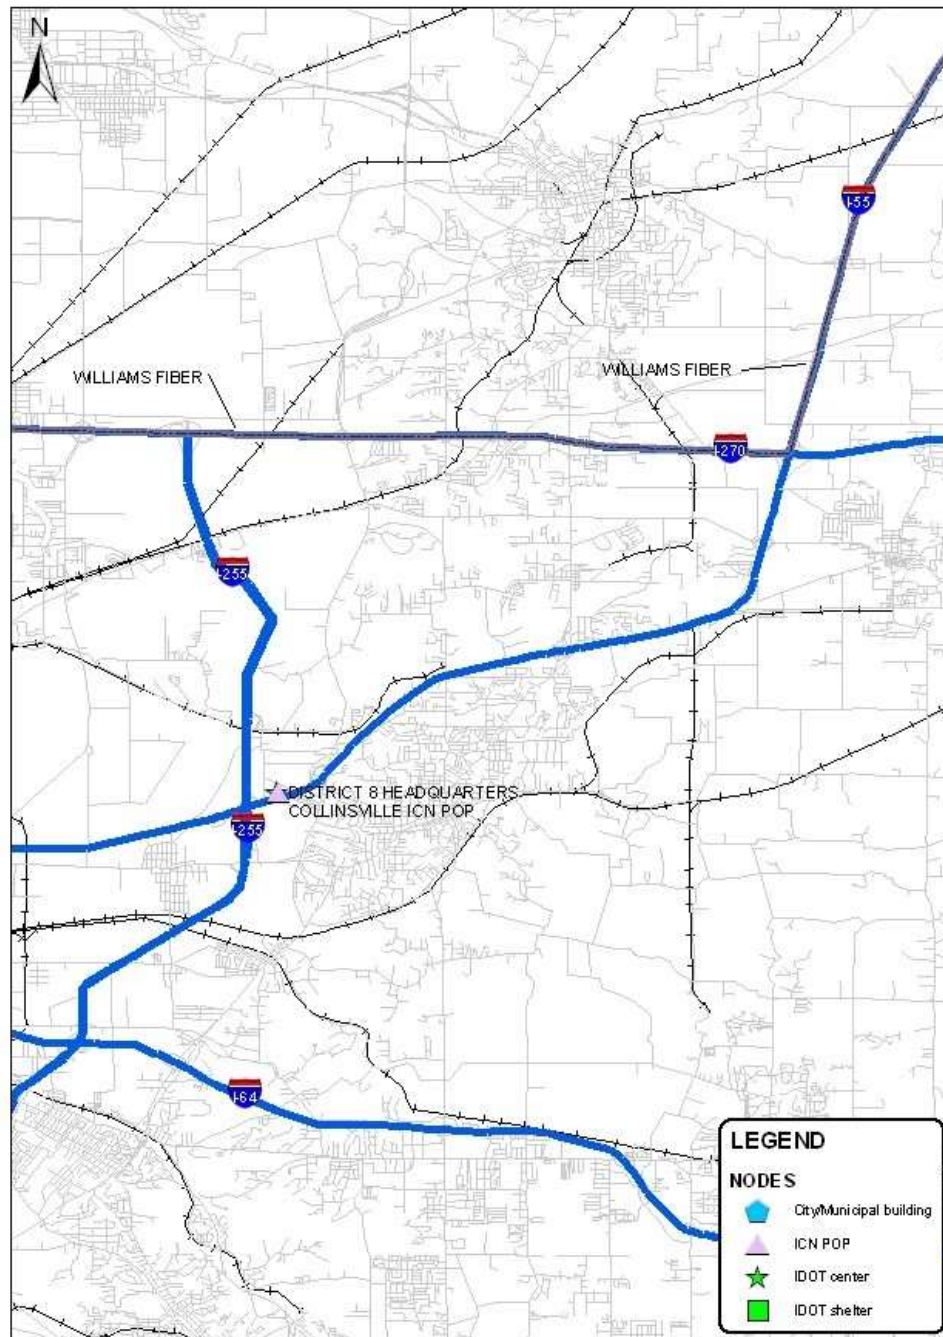 N
I-55
WILLIAMS FIBER
WILLIAMS FIBER
I-270
I-255
DISTRICT 8 HEADQUARTERS
COLLINSVILLE ICN POP
I-255
I-64
LEGEND
NODES
City/Municipal building
ICN POP
IDOT center
IDOT shelter